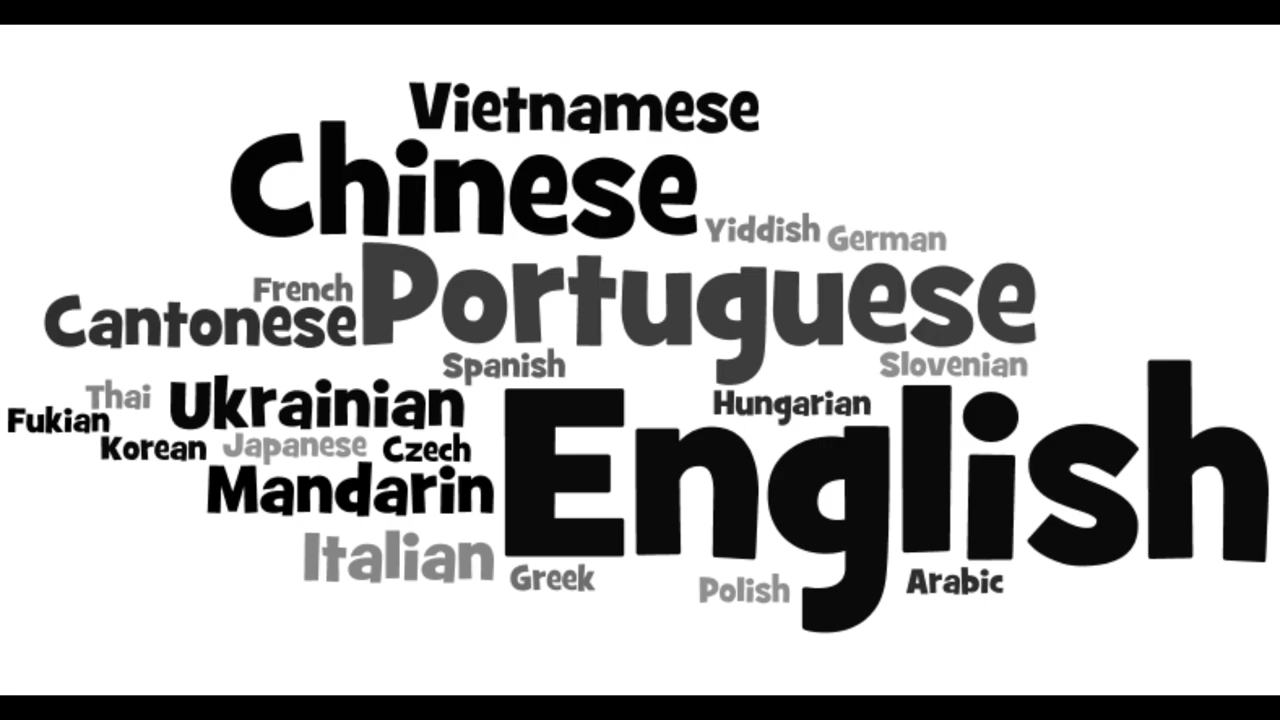 Vietnamese
Chinese
Yiddish German
French
Portuguese
Cantonese
Spanish
Slovenian
Thai
Ukrainian
Hungarian
Fukian
Korean Japanese Czech
English
Mandarin
Italian
Greek
Polish
Arabic